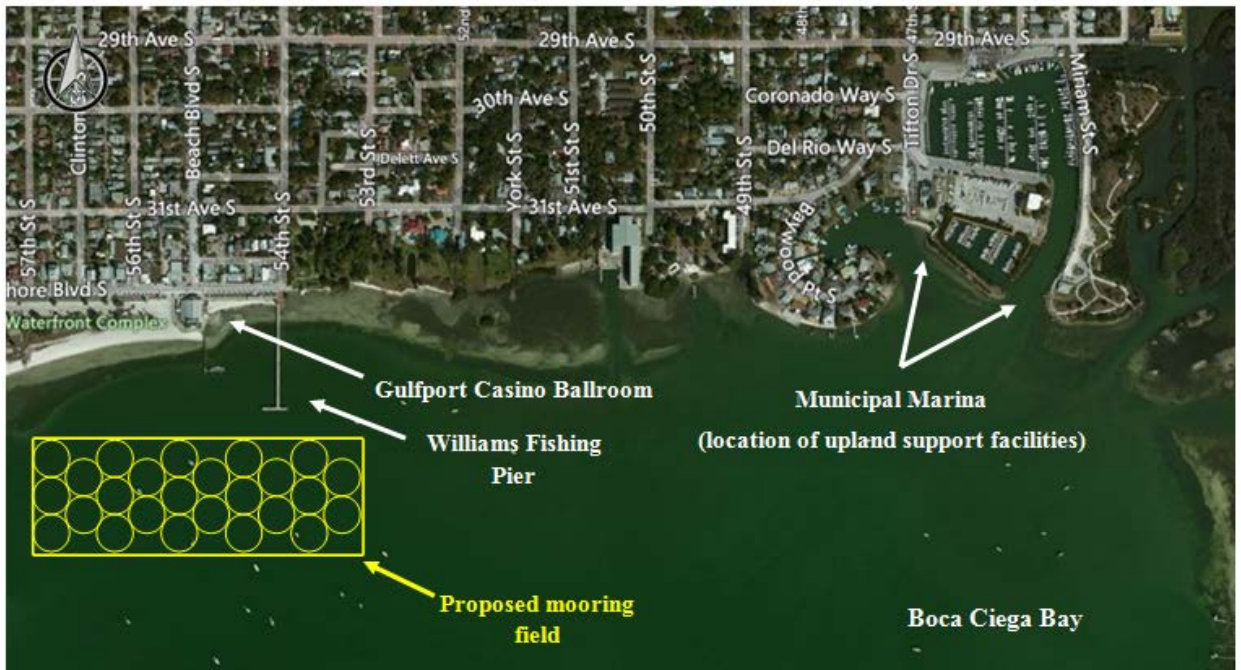 29th Ave S
29th Ave S
29th Ave S
52nd
48th
47th S
Clinton S
Beach Blvd S
30th Ave S
50th St S
Coronado Way S
Tifton Dr S
Miriam St S
53rd St S
Delett Ave S
York St S
51st St S
49th St S
Del Rio Way S
57th St S
56th St S
31st Ave S
54th St S
31st Ave S
Baywood Pt S
hore Blvd S
Waterfront Complex
Gulfport Casino Ballroom
Municipal Marina
(location of upland support facilities)
Williams Fishing
Pier
Proposed mooring
field
Boca Ciega Bay